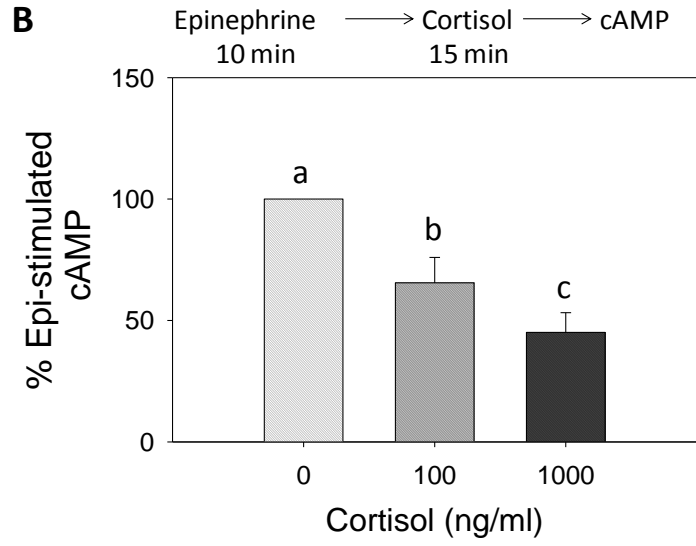 B
Epinephrine ⟶ Cortisol ⟶ cAMP
10 min 15 min
150
100
50
0
% Epi-stimulated
cAMP
a
b
c
0 100 1000
Cortisol (ng/ml)